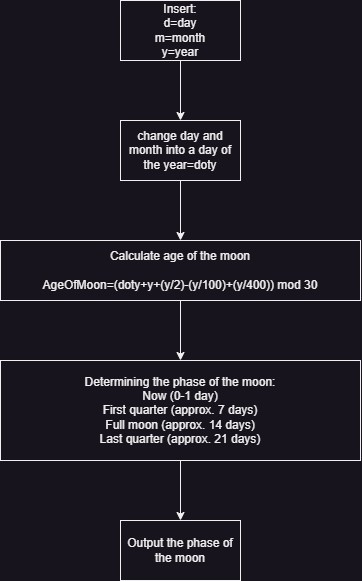 Insert:
d=day
m=month
y=year
change day and
month into a day of
the year=doty
Calculate age of the moon
AgeOfMoon=(doty+y+(y/2)-(y/100)+(y/400)) mod 30
Determining the phase of the moon:
Now (0-1 day)
First quarter (approx. 7 days)
Full moon (approx. 14 days)
Last quarter (approx. 21 days)
Output the phase of
the moon